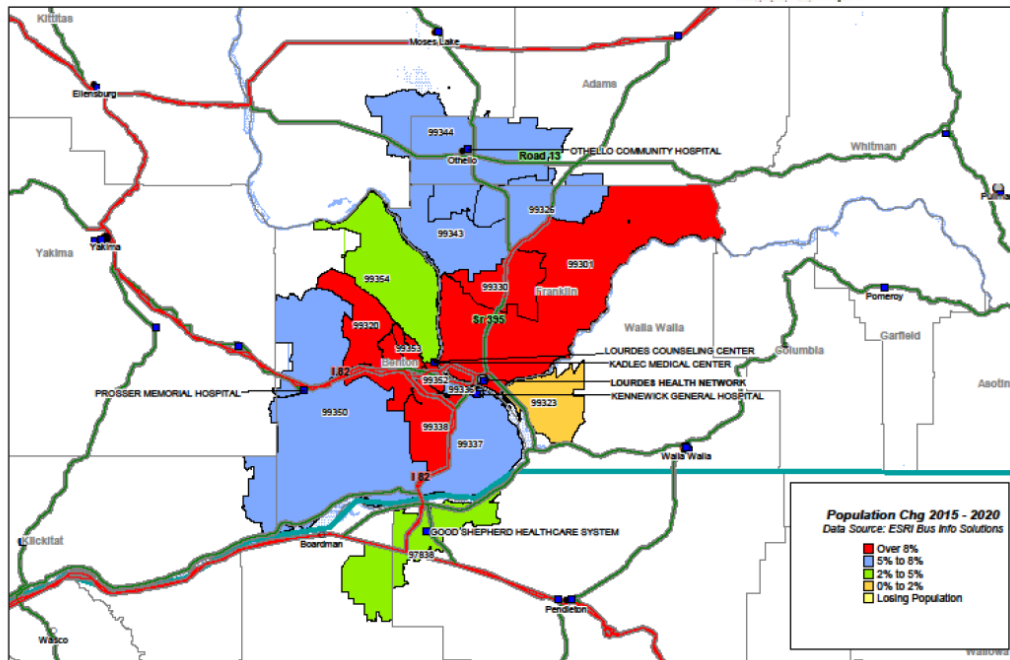 Kittitas
Moses Lake
Ellensburg
Adams
99344
OTHELLO COMMUNITY HOSPITAL
Othello
Road 13
Whitman
99326
Pullman
Yakima
Yakima
99343
99301
99354
99330
Franklin
Pomeroy
Sr 395
99320
Walla Walla
Garfield
99353
Columbia
LOURDES COUNSELING CENTER
Benton
KADLEC MEDICAL CENTER
I 82
99352
LOURDES HEALTH NETWORK
Asotin
PROSSER MEMORIAL HOSPITAL
99336
KENNEWICK GENERAL HOSPITAL
99350
99323
99338
99337
Walla Walla
I 82
Population Chg 2015 - 2020
Data Source: ESRI Bus Info Solutions
Over 8%
5% to 8%
2% to 5%
0% to 2%
Losing Population
Klickitat
Boardman
GOOD SHEPHERD HEALTHCARE SYSTEM
97838
Pendleton
Wasco
Wallowa